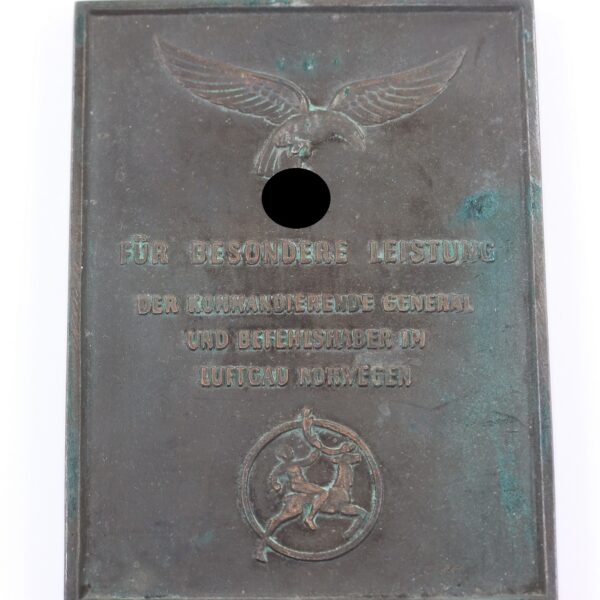 FÜR BESONDERE LEISTUNG
DER KOMMANDIERENDE GENERAL
UND BEFEHLSHABER IM
LUFTGAU NORWEGEN